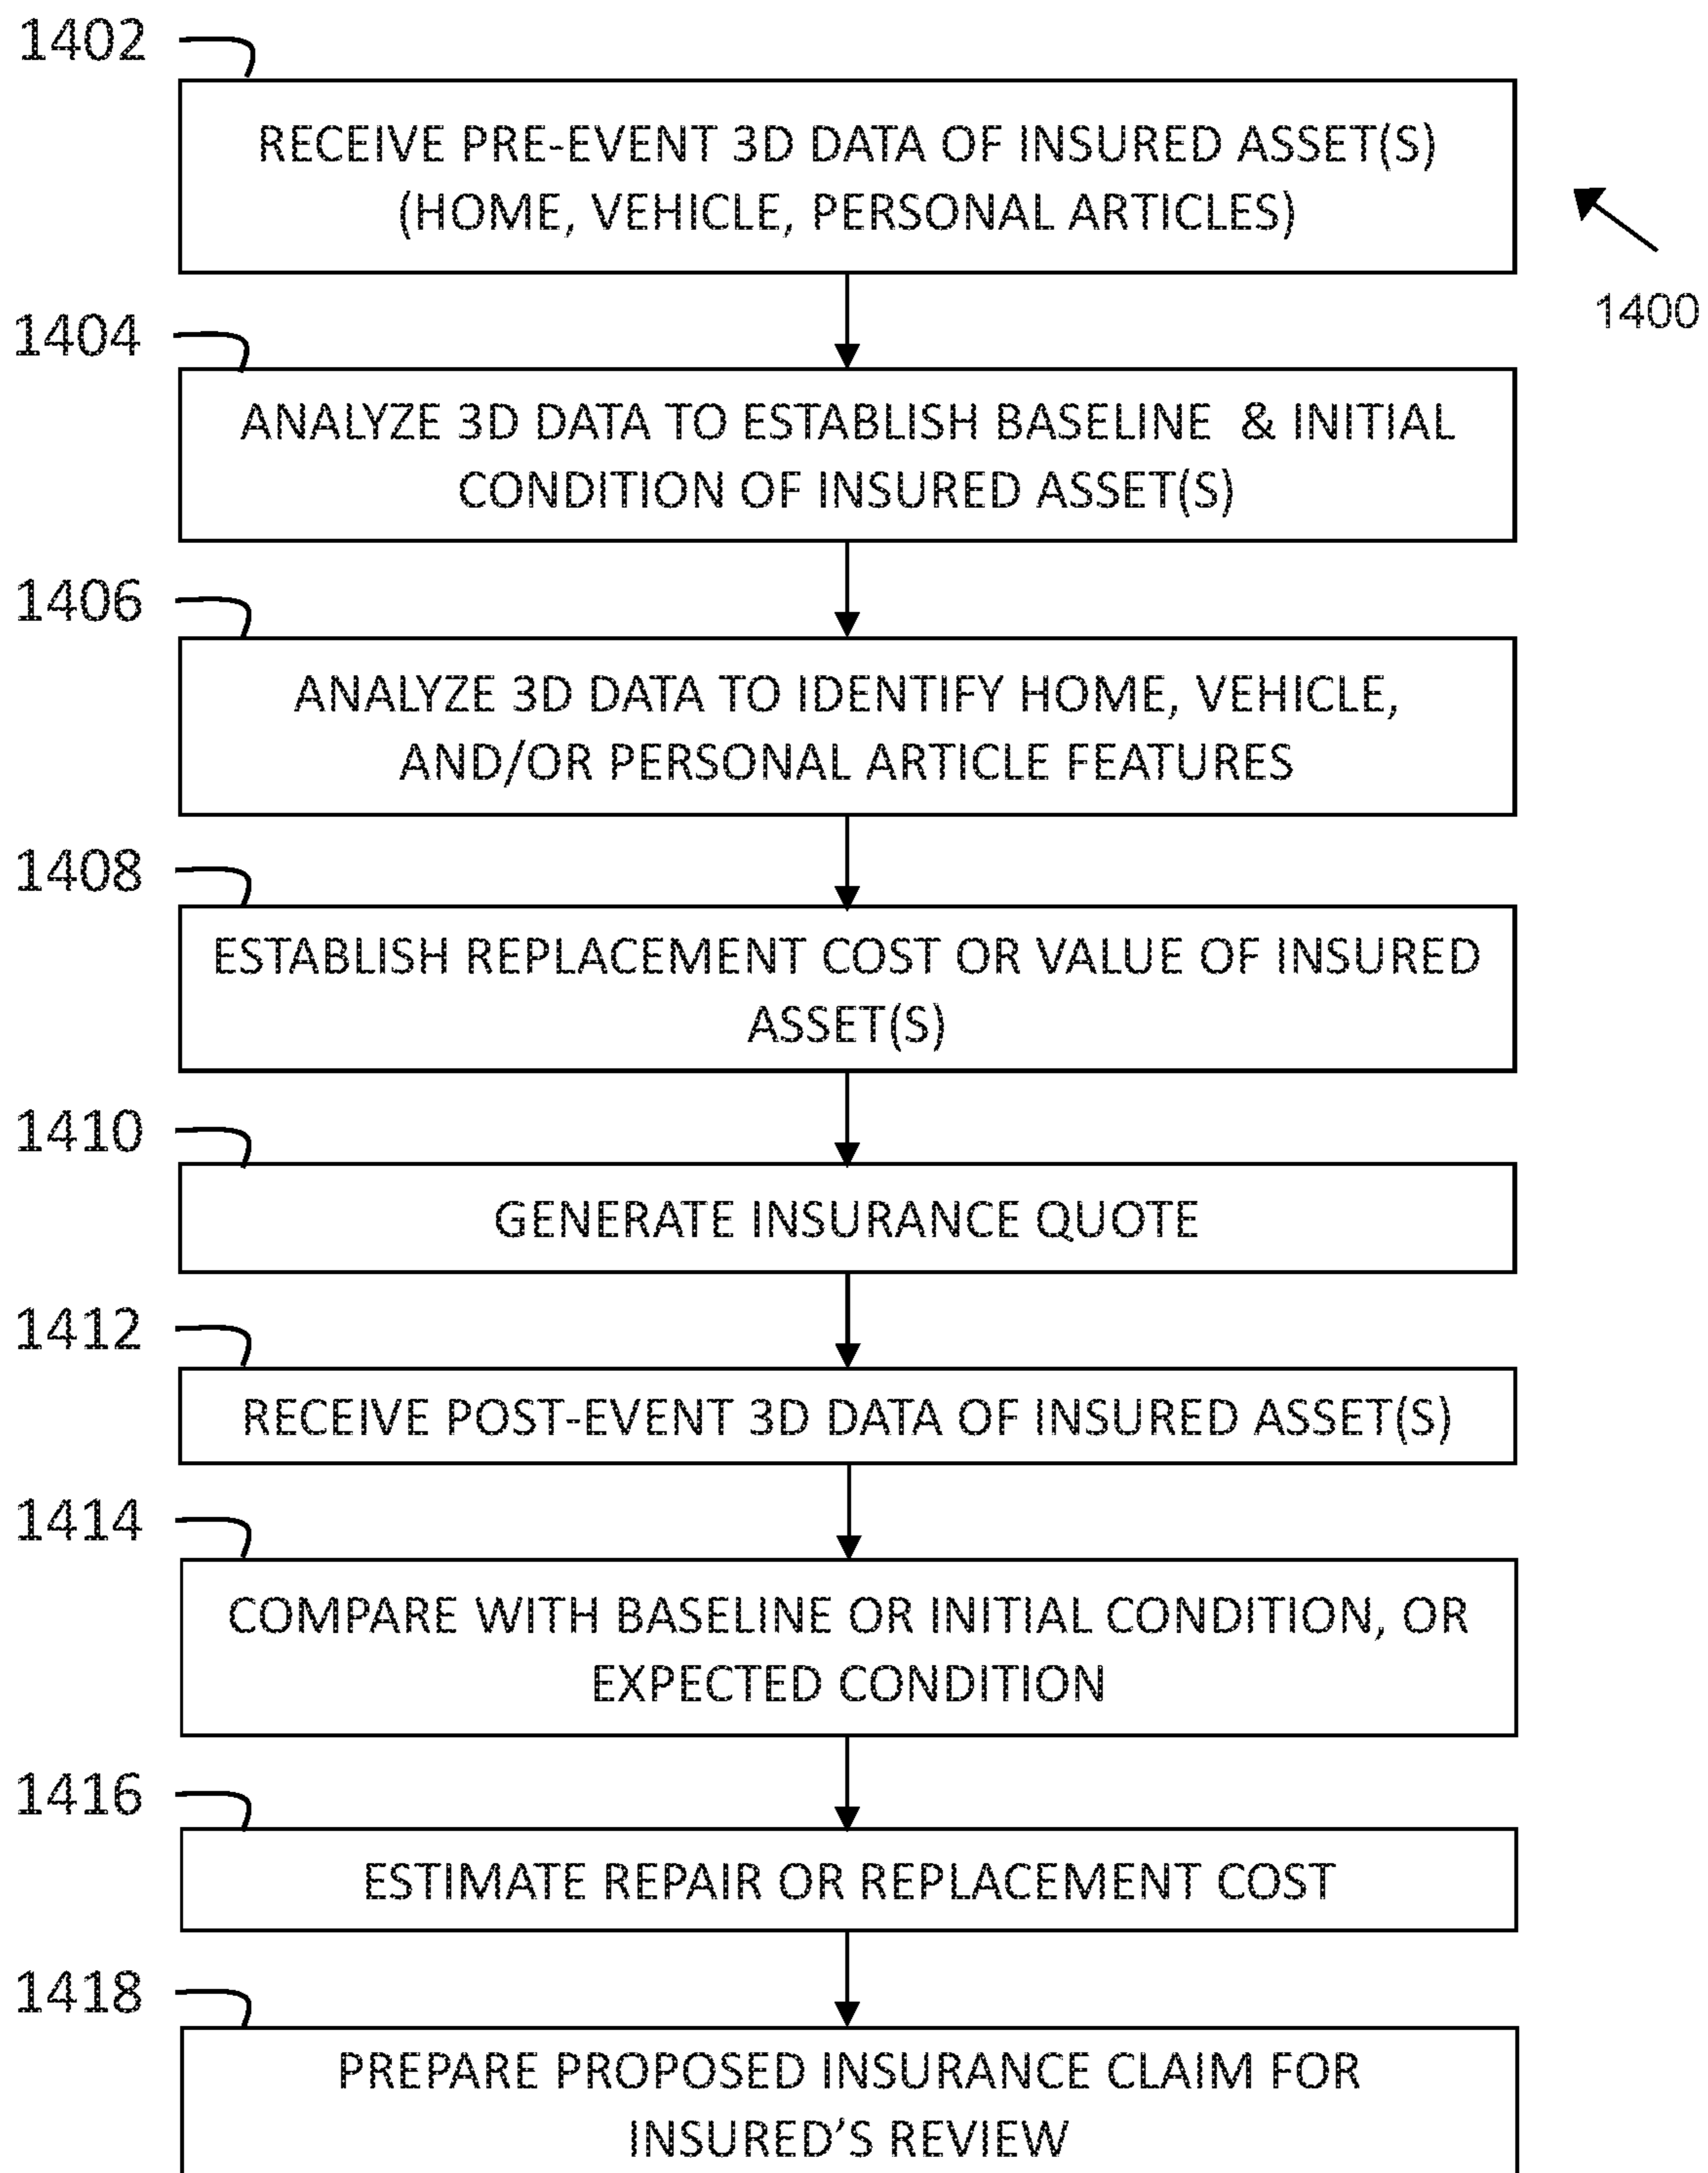 1402
RECEIVE PRE-EVENT 3D DATA OF INSURED ASSET(S)
(HOME, VEHICLE, PERSONAL ARTICLES)
1400
1404
ANALYZE 3D DATA TO ESTABLISH BASELINE & INITIAL
CONDITION OF INSURED ASSET(S)
1406
ANALYZE 3D DATA TO IDENTIFY HOME, VEHICLE,
AND/OR PERSONAL ARTICLE FEATURES
1408
ESTABLISH REPLACEMENT COST OR VALUE OF INSURED
ASSET(S)
1410
GENERATE INSURANCE QUOTE
1412
RECEIVE POST-EVENT 3D DATA OF INSURED ASSET(S)
1414
COMPARE WITH BASELINE OR INITIAL CONDITION, OR
EXPECTED CONDITION
1416
ESTIMATE REPAIR OR REPLACEMENT COST
1418
PREPARE PROPOSED INSURANCE CLAIM FOR
INSURED’S REVIEW